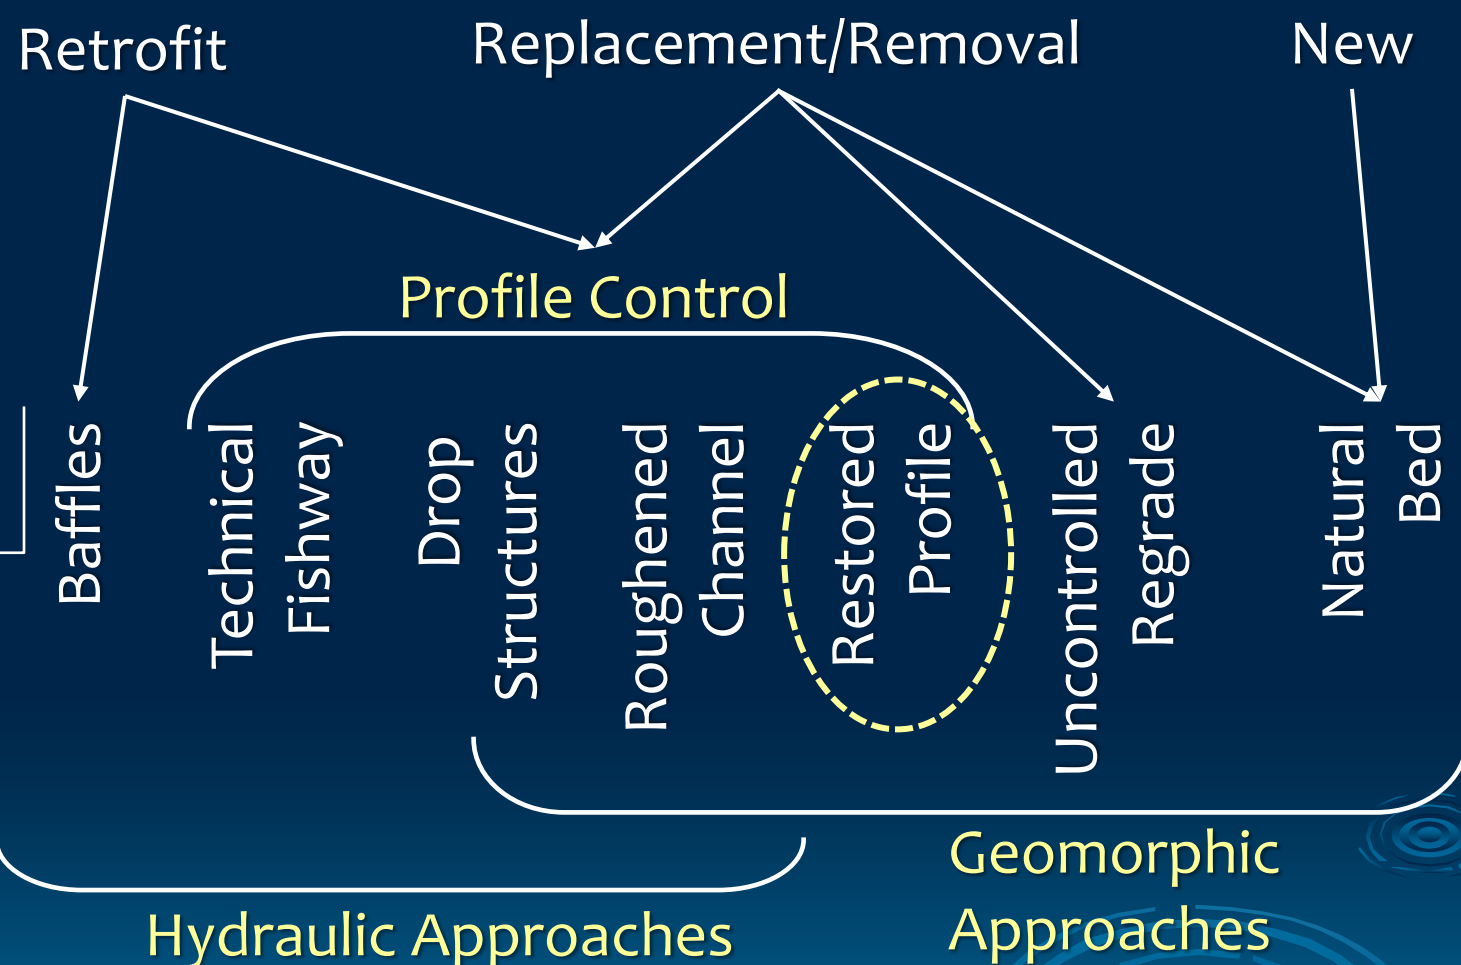 Retrofit
Replacement/Removal
New
Profile Control
Baffles
Technical
Fishway
Drop
Structures
Roughened
Channel
Restored
Profile
Uncontrolled
Regrade
Natural
Bed
Geomorphic
Approaches
Hydraulic Approaches